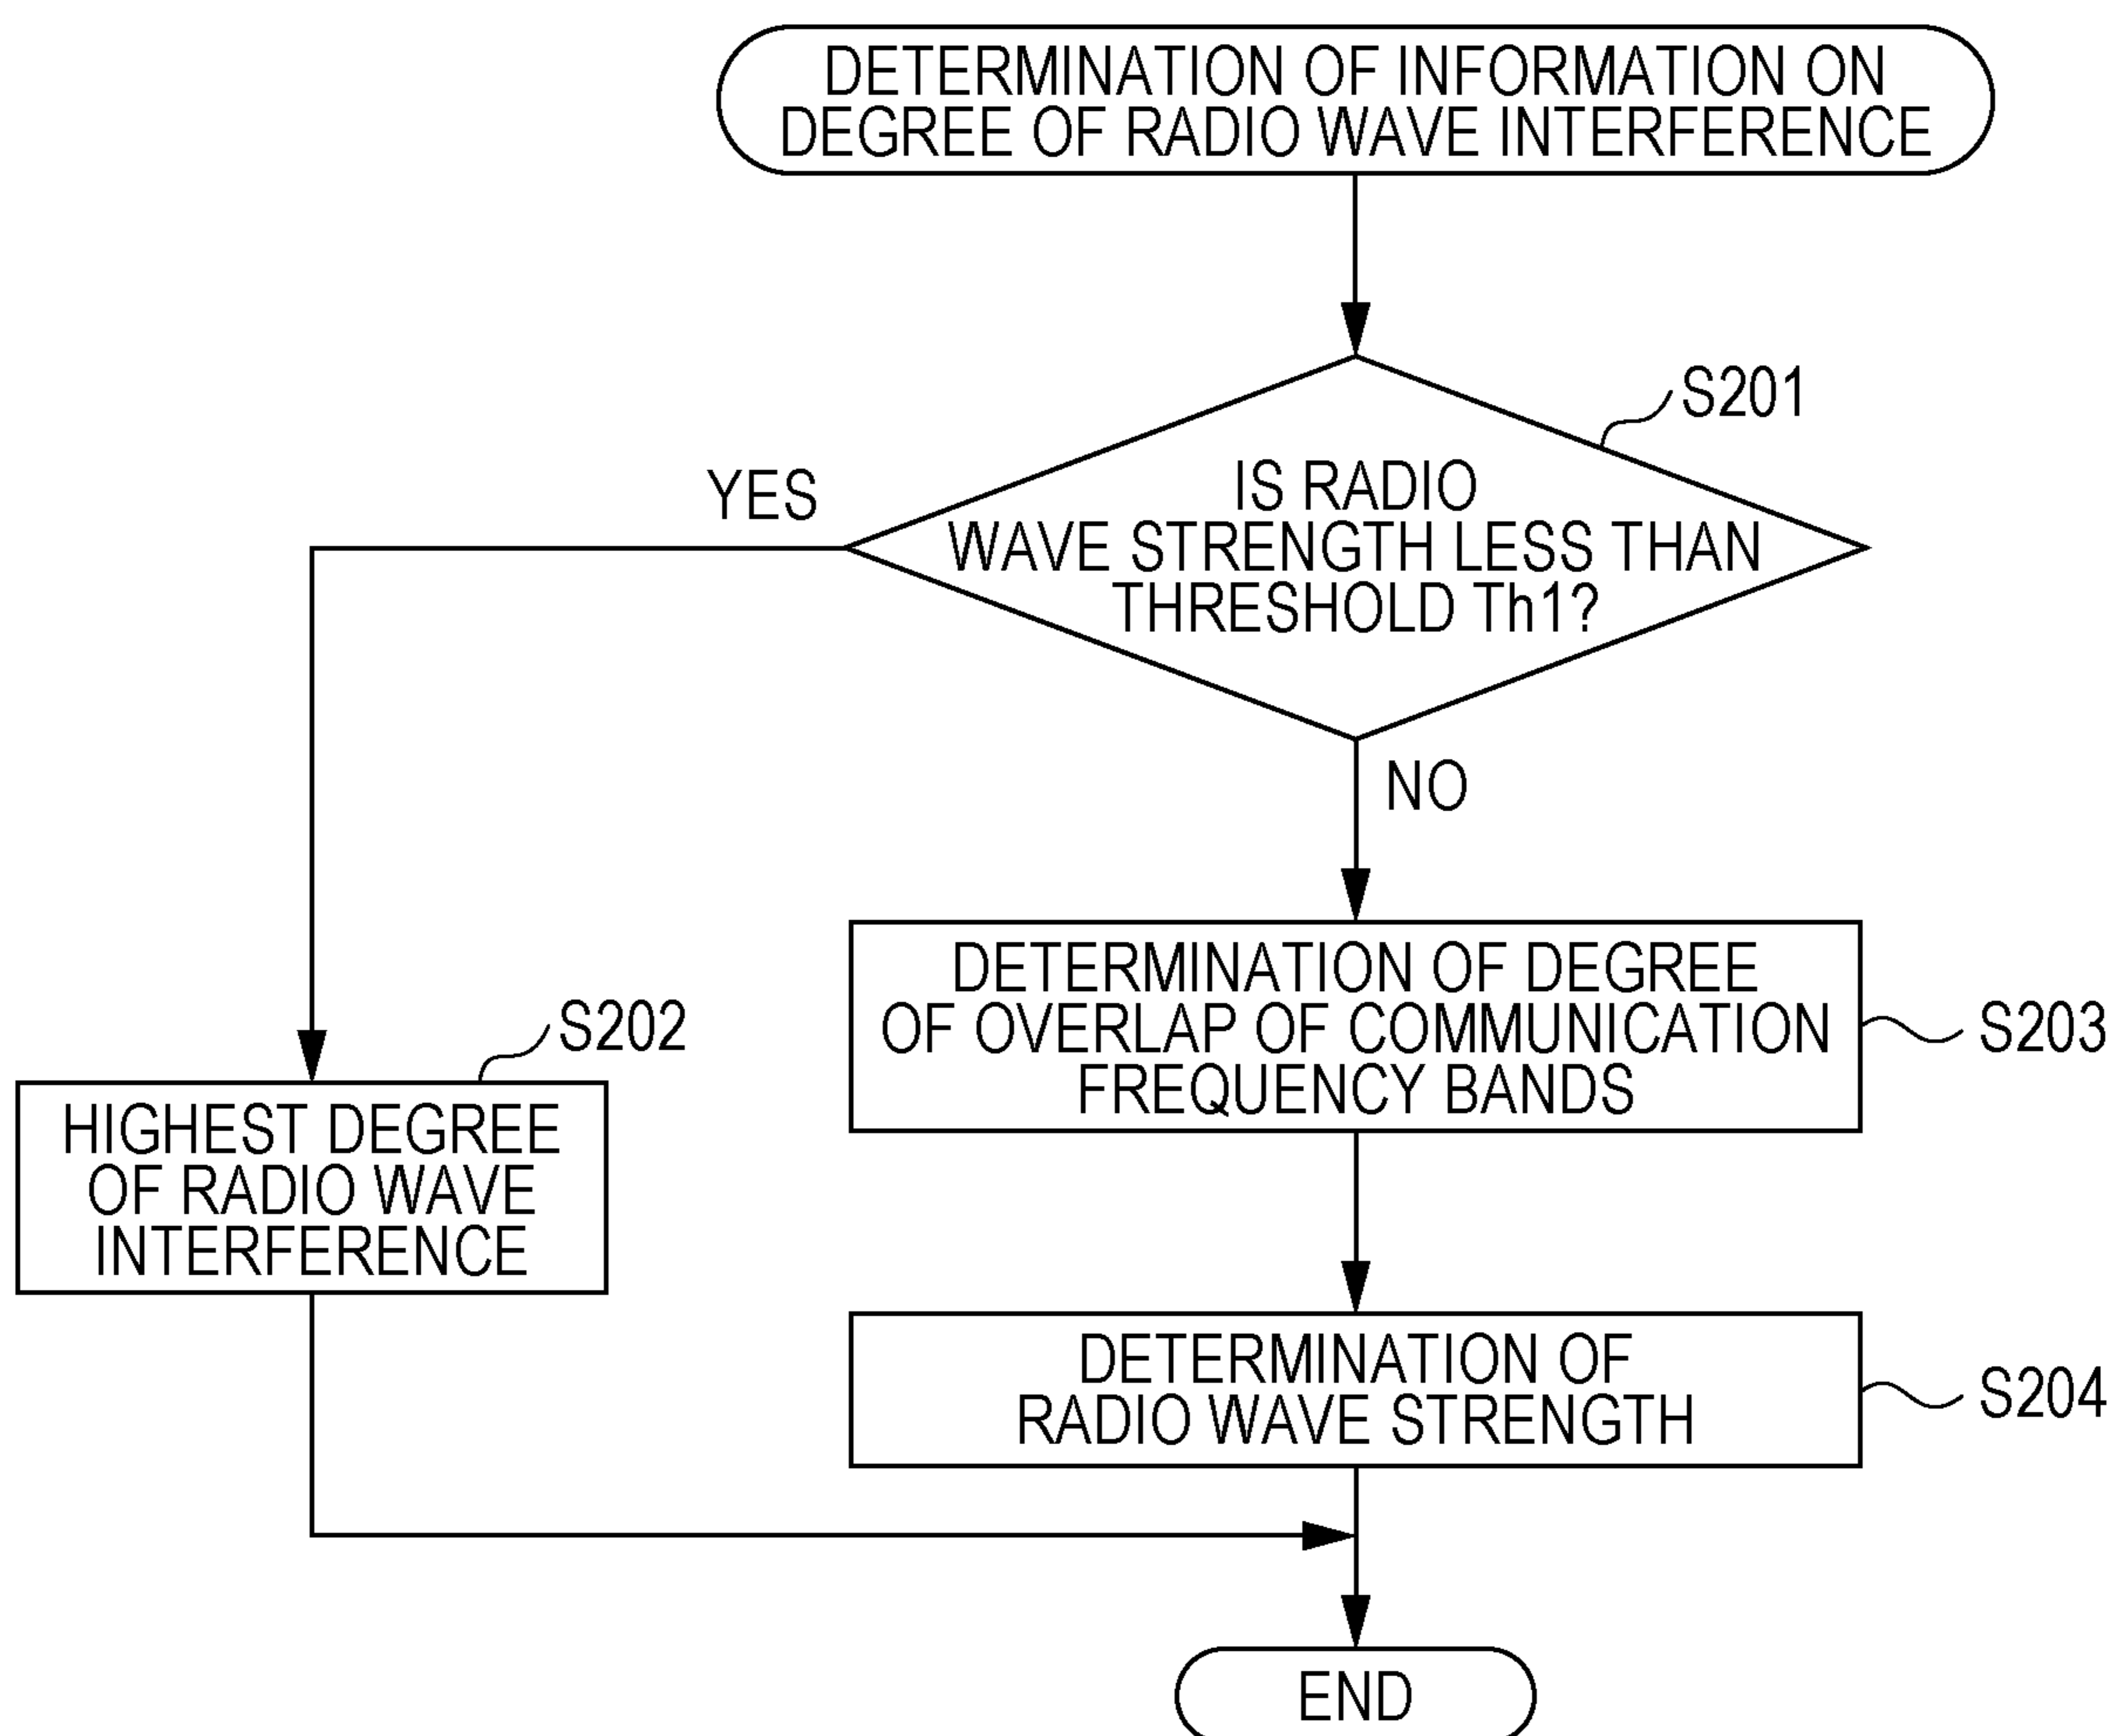 DETERMINATION OF INFORMATION ON
DEGREE OF RADIO WAVE INTERFERENCE
S201
IS RADIO
WAVE STRENGTH LESS THAN
THRESHOLD Th1?
YES
NO
S202
HIGHEST DEGREE
OF RADIO WAVE
INTERFERENCE
DETERMINATION OF DEGREE
OF OVERLAP OF COMMUNICATION
FREQUENCY BANDS
S203
DETERMINATION OF
RADIO WAVE STRENGTH
S204
END